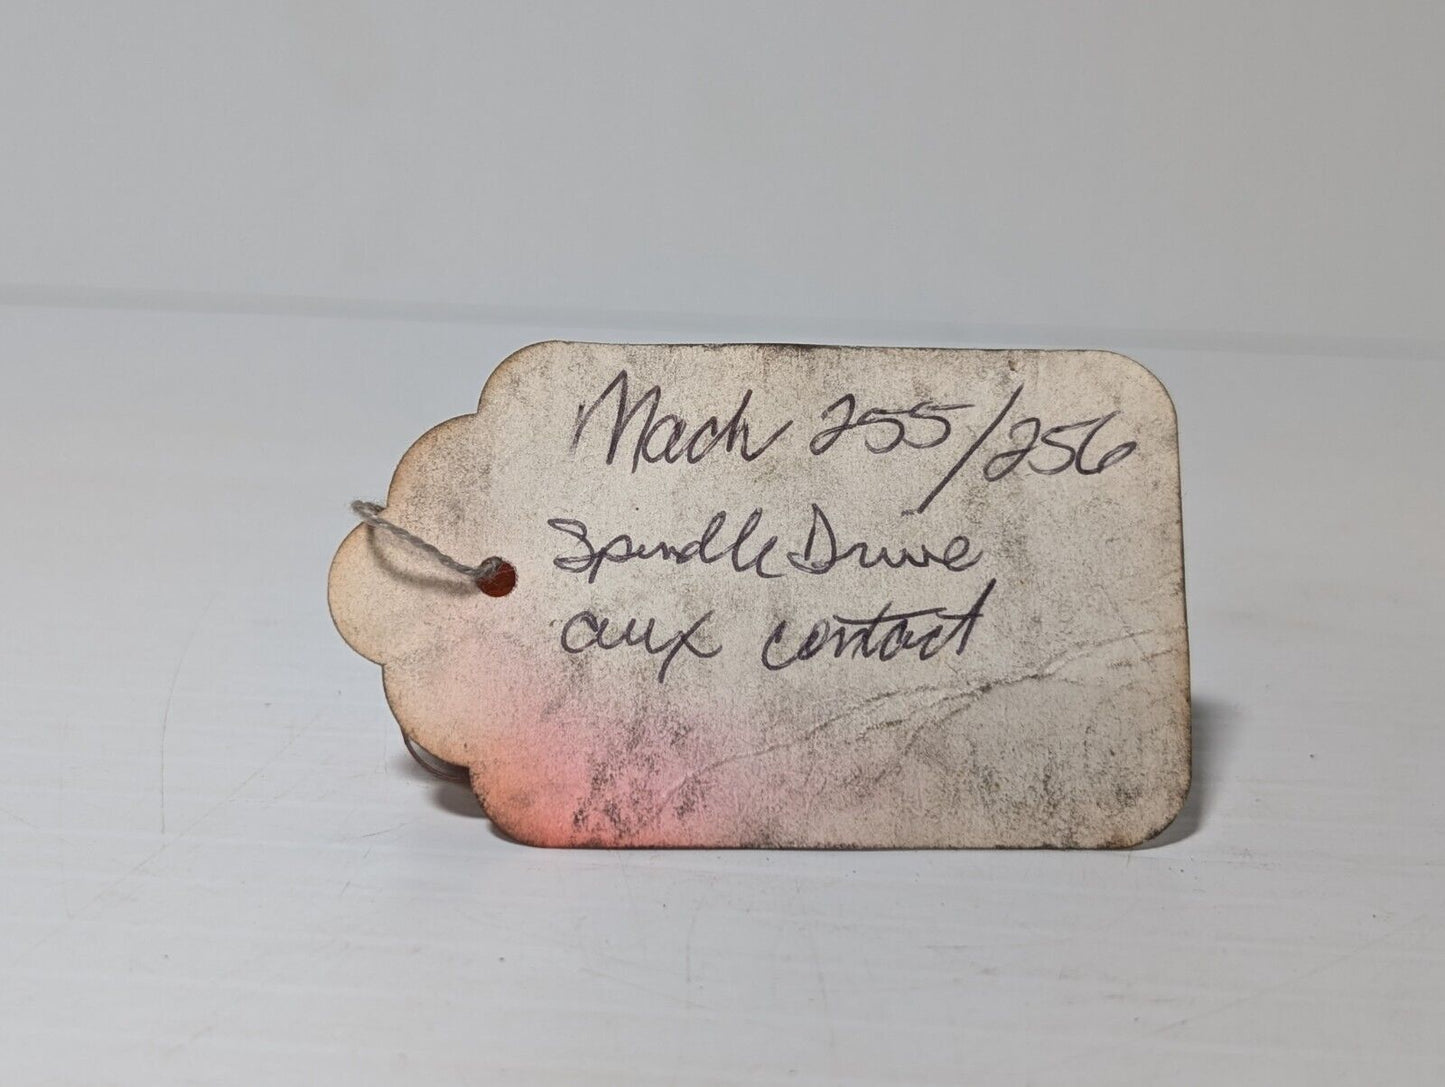 Mach 255/256
Spindle Drive
aux contact